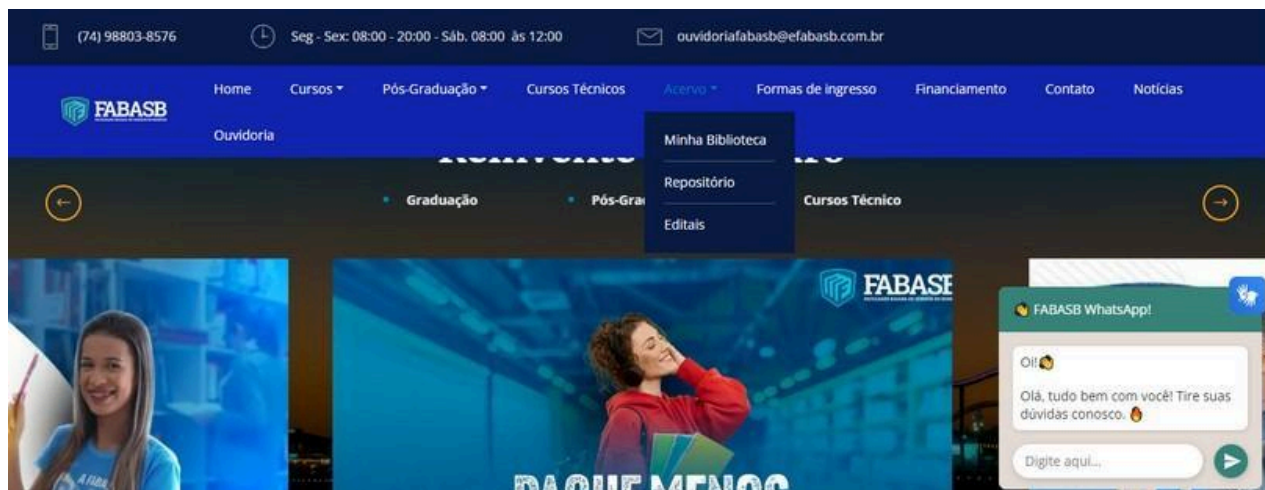 (74) 98803-8576
Seg - Sex: 08:00 - 20:00 - Sáb. 08:00 às 12:00
ouvidoriafabasb@efabasb.com.br
FABASB
Home
Cursos
Pós-Graduação
Cursos Técnicos
Acervo
Formas de ingresso
Financiamento
Contato
Notícias
Ouvidoria
Minha Biblioteca
Repositório
Editais
Graduação
Cursos Técnico
FABASB
FABASB WhatsApp!
Oi!
Olá, tudo bem com você! Tire suas
dúvidas conosco.
Digite aqui...
PAGUE MENOS